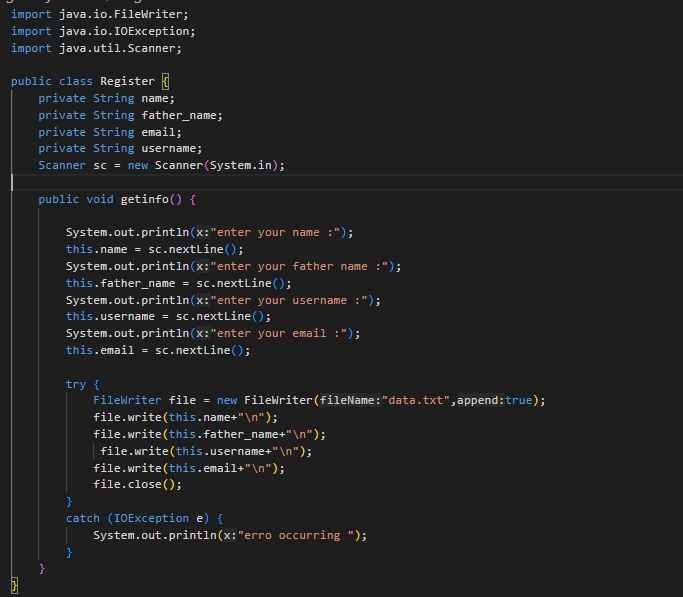 import java.io.FileWriter;
import java.io.IOException;
import java.util.Scanner;
public class Register {
private String name;
private String father_name;
private String email;
private String username;
Scanner sc = new Scanner(System.in);
public void getinfo() {
System.out.println(x:"enter your name :");
this.name = sc.nextLine();
System.out.println(x:"enter your father name :");
this.father_name = sc.nextLine();
System.out.println(x:"enter your username :");
this.username = sc.nextLine();
System.out.println(x:"enter your email :");
this.email = sc.nextLine();
try {
FileWriter file = new FileWriter(fileName:"data.txt",append:true);
file.write(this.name+"\n");
file.write(this.father_name+"\n");
file.write(this.username+"\n");
file.write(this.email+"\n");
file.close();
}
catch (IOException e) {
System.out.println(x:"erro occurring ");
}
}
}